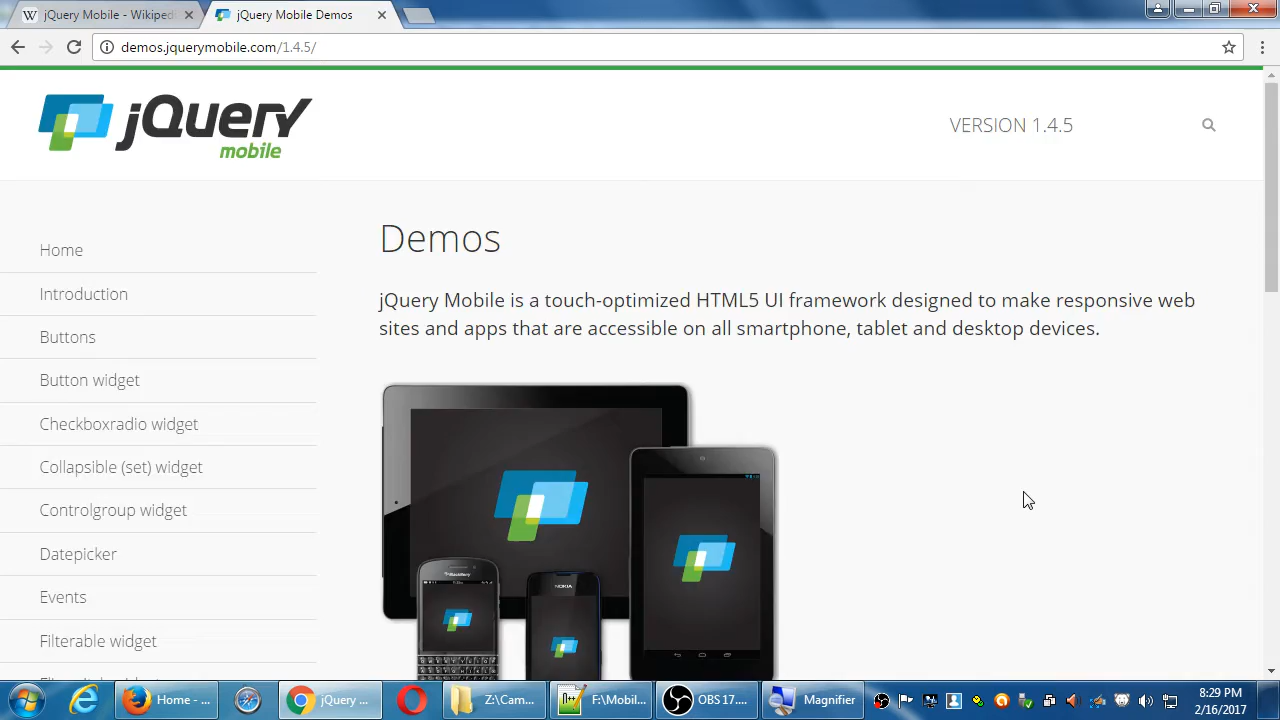 jQuery Mobile - Wikiped
jQuery Mobile Demos
demos.jquerymobile.com/1.4.5/
jQuery
mobile
VERSION 1.4.5
Home
Introduction
Buttons
Button widget
Checkboxradio widget
Collapsible (set) widget
Controlgroup widget
Datepicker
Events
Filterable widget
Demos
jQuery Mobile is a touch-optimized HTML5 UI framework designed to make responsive web
sites and apps that are accessible on all smartphone, tablet and desktop devices.
BlackBerry
NOKIA
Home - ...
jQuery ...
Z:\Cam...
F:\Mobil...
OBS 17....
Magnifier
8:29 PM
2/16/2017